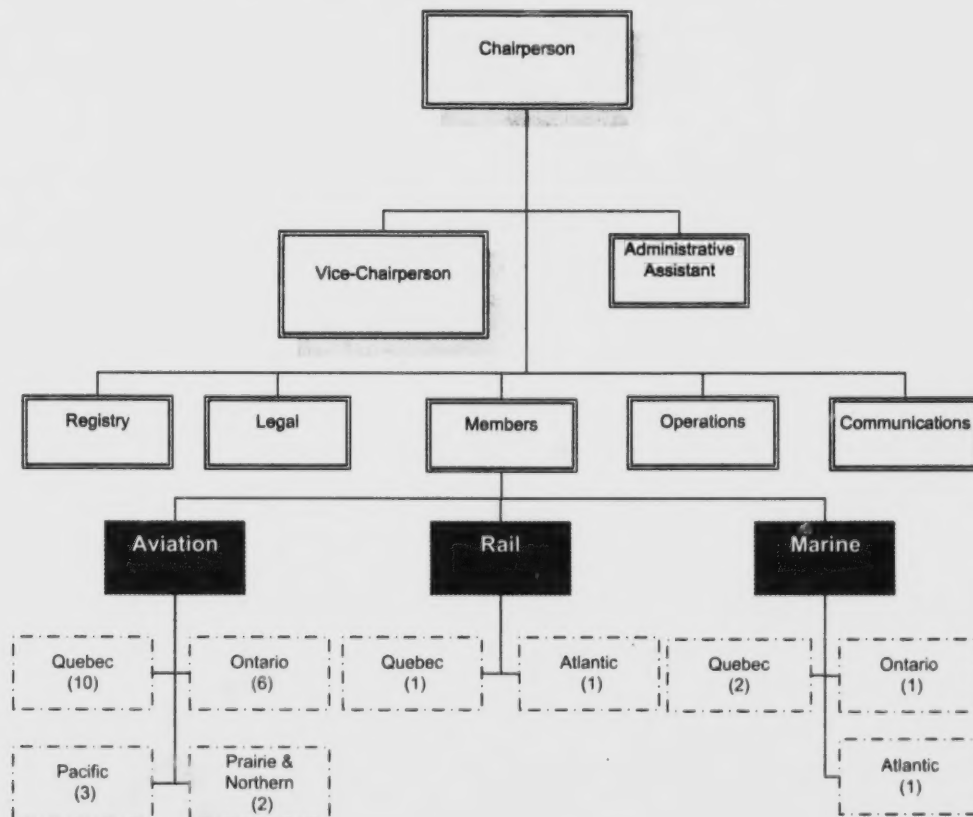 Chairperson
Vice-Chairperson
Administrative
Assistant
Registry
Legal
Members
Operations
Communications
Aviation
Rail
Marine
Quebec
(10)
Ontario
(6)
Quebec
(1)
Atlantic
(1)
Quebec
(2)
Ontario
(1)
Pacific
(3)
Prairie &
Northern
(2)
Atlantic
(1)